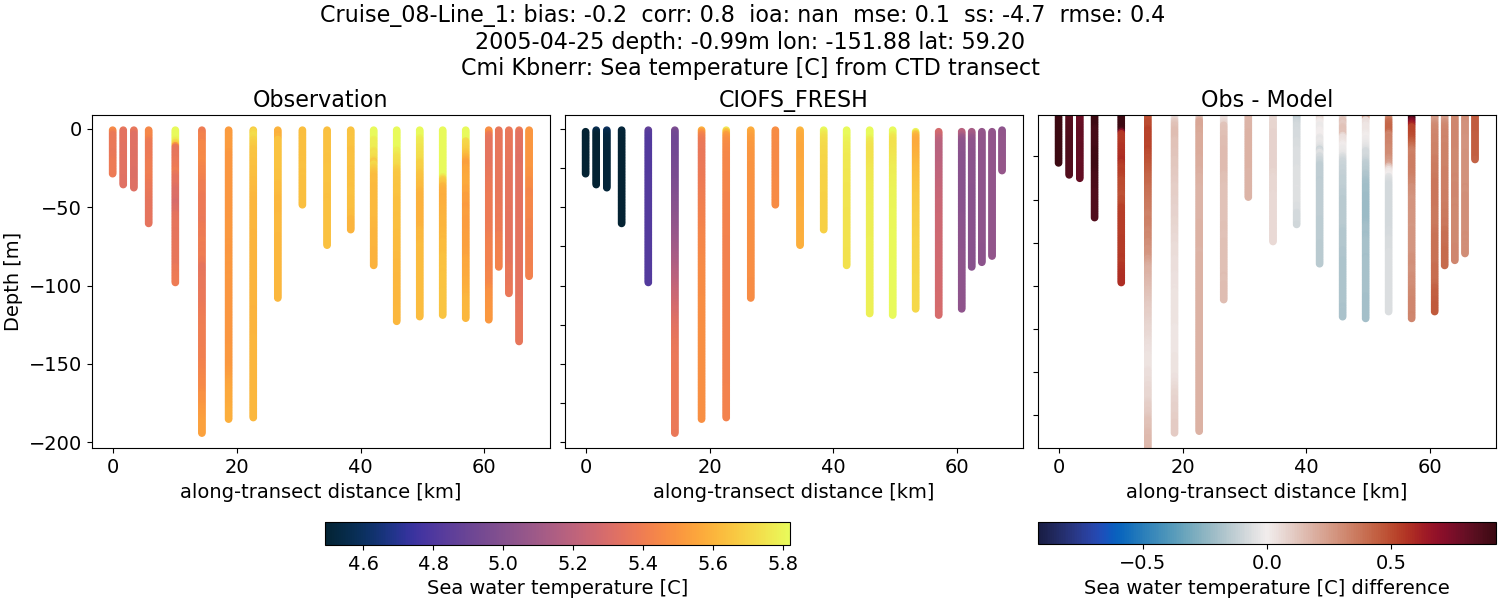 Cruise_08-Line_1: bias: -0.2  corr: 0.8  ioa: nan  mse: 0.1  ss: -4.7  rmse: 0.4
2005-04-25 depth: -0.99m lon: -151.88 lat: 59.20
Cmi Kbnerr: Sea temperature [C] from CTD transect
Observation CIOFS_FRESH Obs - Model
Depth [m]
0
−50
−100
−150
−200
0 20 40 60 0 20 40 60 0 20 40 60
along-transect distance [km] along-transect distance [km] along-transect distance [km]
4.6 4.8 5.0 5.2 5.4 5.6 5.8 −0.5 0.0 0.5
Sea water temperature [C] Sea water temperature [C] difference